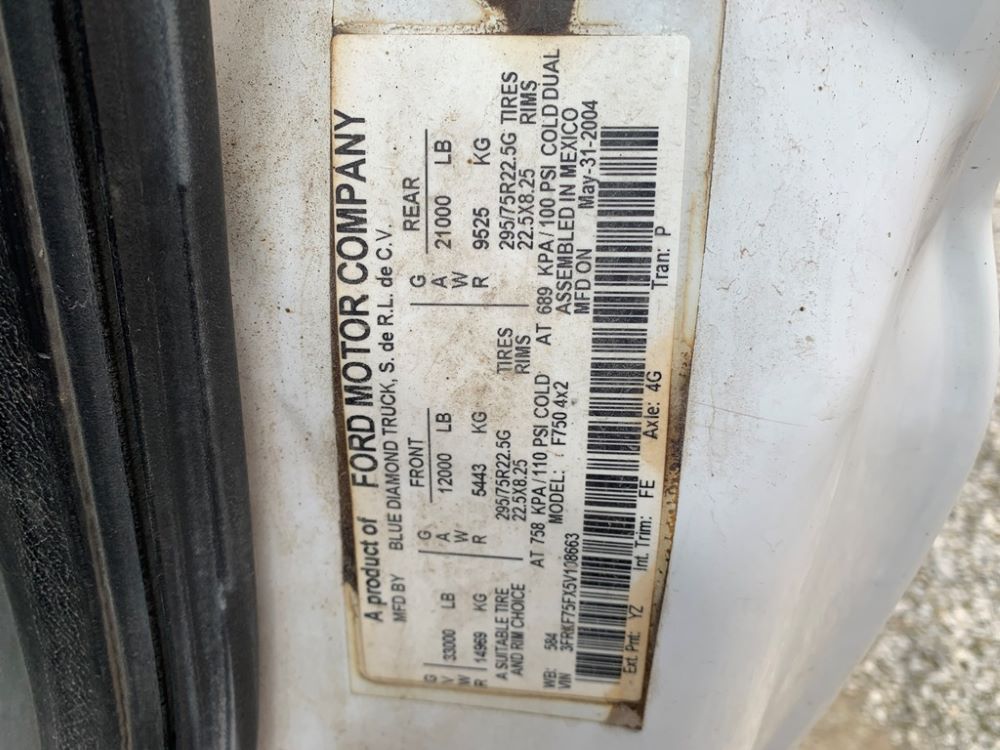 A product of FORD MOTOR COMPANY
MFD BY BLUE DIAMOND TRUCK, S. de R.L. de C.V.
FRONT REAR
G V W R 33000 LB 14969 KG G A W R 12000 LB 5443 KG G A W R 21000 LB 9525 KG
A SUITABLE TIRE 295/75R22.5G TIRES 295/75R22.5G TIRES
AND RIM CHOICE 22.5X8.25 RIMS 22.5X8.25 RIMS
AT 758 KPA/110 PSI COLD AT 689 KPA/100 PSI COLD DUAL
WB: 584 MODEL: F750 4x2 ASSEMBLED IN MEXICO
VIN 3FRKF75FX5V108663 MFD ON May-31-2004
Ext. Pnt: YZ Int. Trim: FE Axle: 4G Tran: P